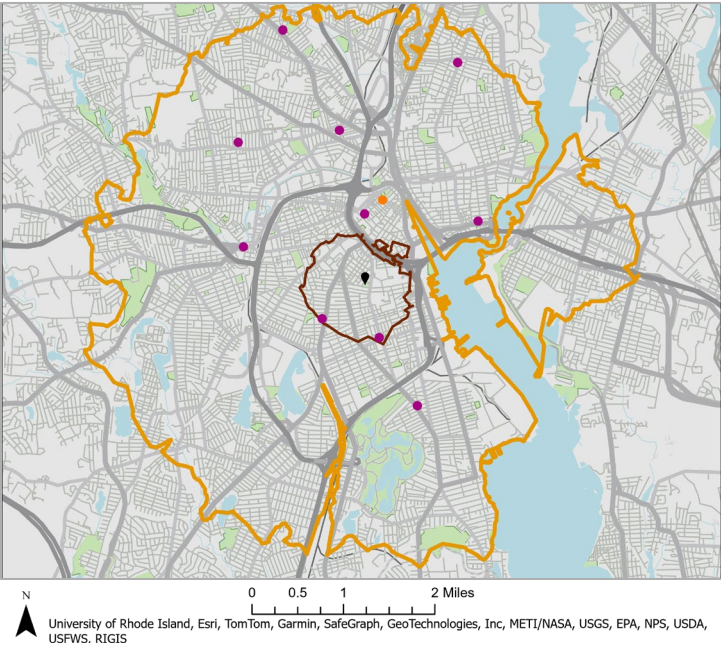 N
0 0.5 1 2 Miles
University of Rhode Island, Esri, TomTom, Garmin, SafeGraph, GeoTechnologies, Inc, METI/NASA, USGS, EPA, NPS, USDA,
USFWS, RIGIS